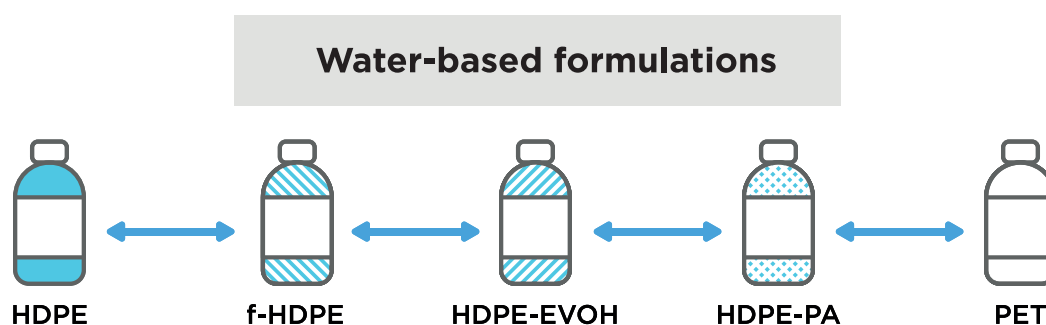 Water-based formulations
HDPE
f-HDPE
HDPE-EVOH
HDPE-PA
PET